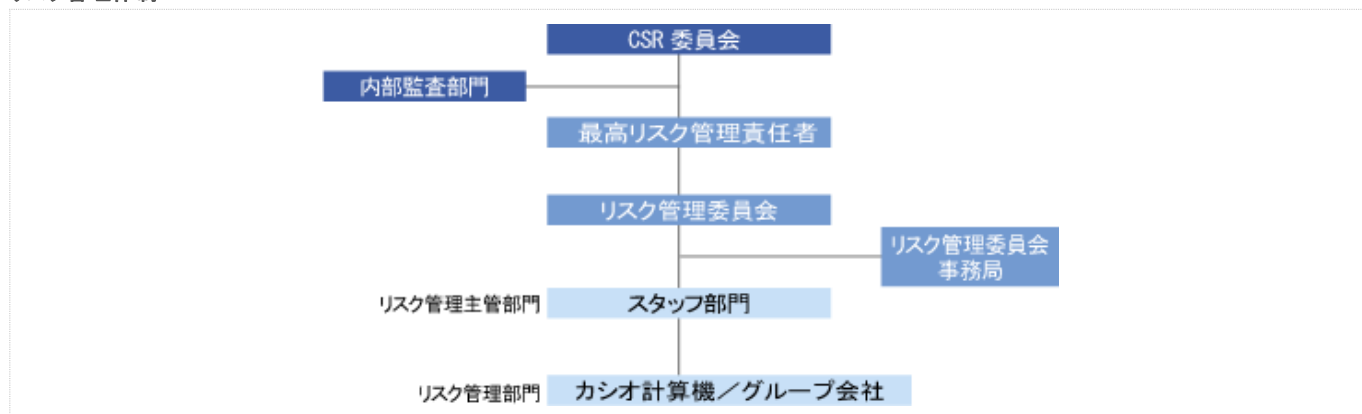 CSR 委員会
内部監査部門
最高リスク管理責任者
リスク管理委員会
リスク管理委員会
事務局
リスク管理主管部門
スタッフ部門
リスク管理部門
カシオ計算機／グループ会社